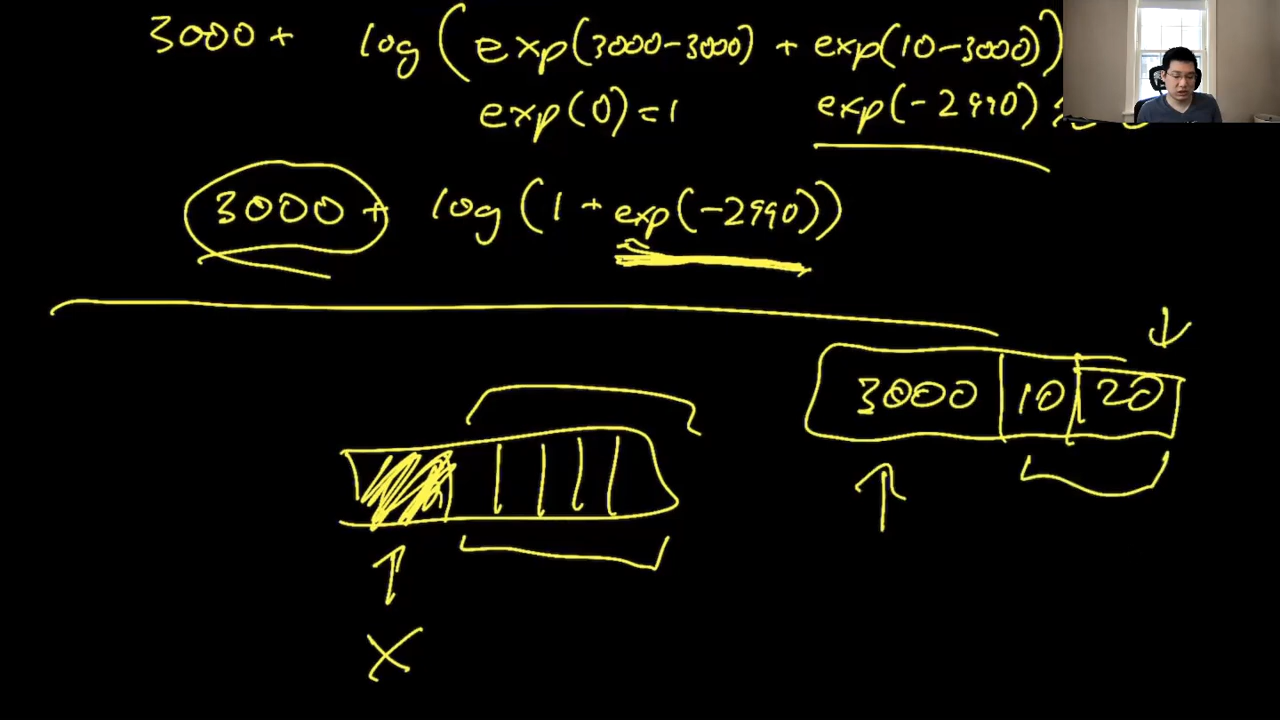 3000 + log(exp(3000-3000) + exp(10-3000))
exp(0)=1 exp(-2990) ≈
3000 + log(1 + exp(-2990))
3000 10 20
X